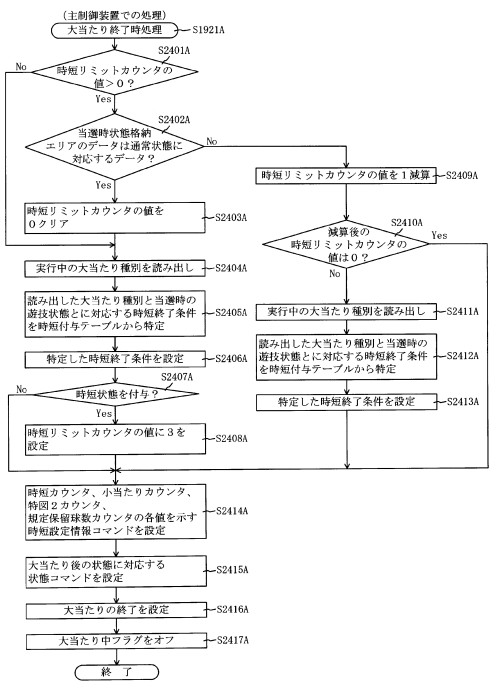 (主制御装置での処理)
大当たり終了時処理
S1921A
S2401A
時短リミットカウンタの
値>0?
No
Yes
S2402A
当選時状態格納
エリアのデータは通常状態に
対応するデータ?
No
Yes
時短リミットカウンタの値を
0クリア
S2403A
実行中の大当たり種別を読み出し
S2404A
読み出した大当たり種別と当選時の
遊技状態とに対応する時短終了条件
を時短付与テーブルから特定
S2405A
特定した時短終了条件を設定
S2406A
S2407A
時短状態を付与?
No
Yes
時短リミットカウンタの値に3を
設定
S2408A
時短リミットカウンタの値を1減算
S2409A
S2410A
減算後の
時短リミットカウンタの
値は0?
Yes
No
実行中の大当たり種別を読み出し
S2411A
読み出した大当たり種別と当選時の
遊技状態とに対応する時短終了条件
を時短付与テーブルから特定
S2412A
特定した時短終了条件を設定
S2413A
時短カウンタ、小当たりカウンタ、
特図2カウンタ、
規定保留球数カウンタの各値を示す
時短設定情報コマンドを設定
S2414A
大当たり後の状態に対応する
状態コマンドを設定
S2415A
大当たりの終了を設定
S2416A
大当たり中フラグをオフ
S2417A
終了